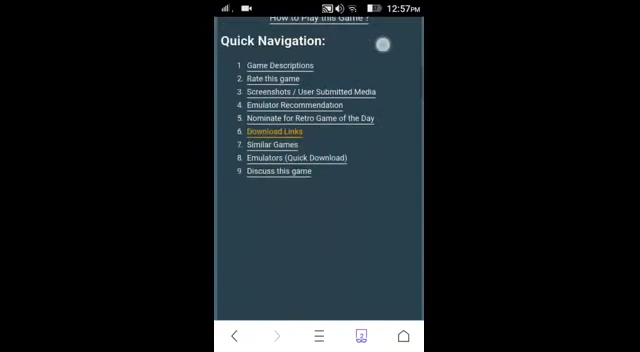 12:57PM
How to Play this Game ?
Quick Navigation:
1 Game Descriptions
2. Rate this game
3. Screenshots / User Submitted Media
4. Emulator Recommendation
5. Nominate for Retro Game of the Day
6. Download Links
7. Similar Games
8. Emulators (Quick Download)
9 Discuss this game
2